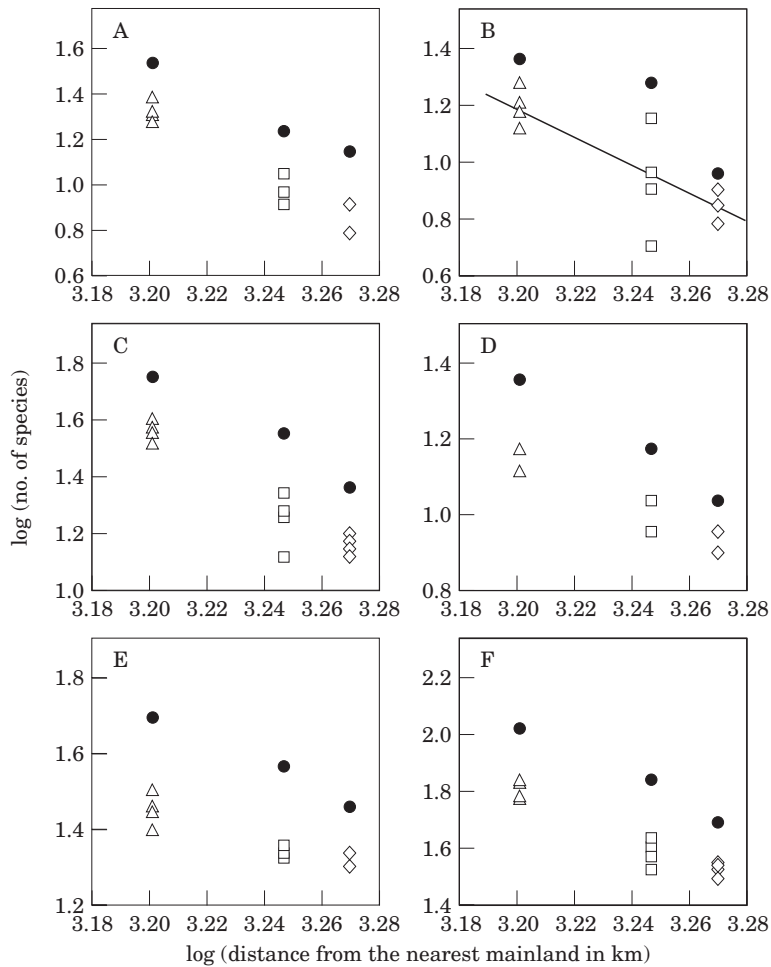 A
1.6
1.4
1.2
1.0
0.8
0.6
3.18 3.20 3.22 3.24 3.26 3.28
B
1.4
1.2
1.0
0.8
0.6
3.18 3.20 3.22 3.24 3.26 3.28
C
1.8
1.6
1.4
1.2
1.0
3.18 3.20 3.22 3.24 3.26 3.28
D
1.4
1.2
1.0
0.8
3.18 3.20 3.22 3.24 3.26 3.28
E
1.8
1.6
1.4
1.2
3.18 3.20 3.22 3.24 3.26 3.28
F
2.2
2.0
1.8
1.6
1.4
3.18 3.20 3.22 3.24 3.26 3.28
log (no. of species)
log (distance from the nearest mainland in km)